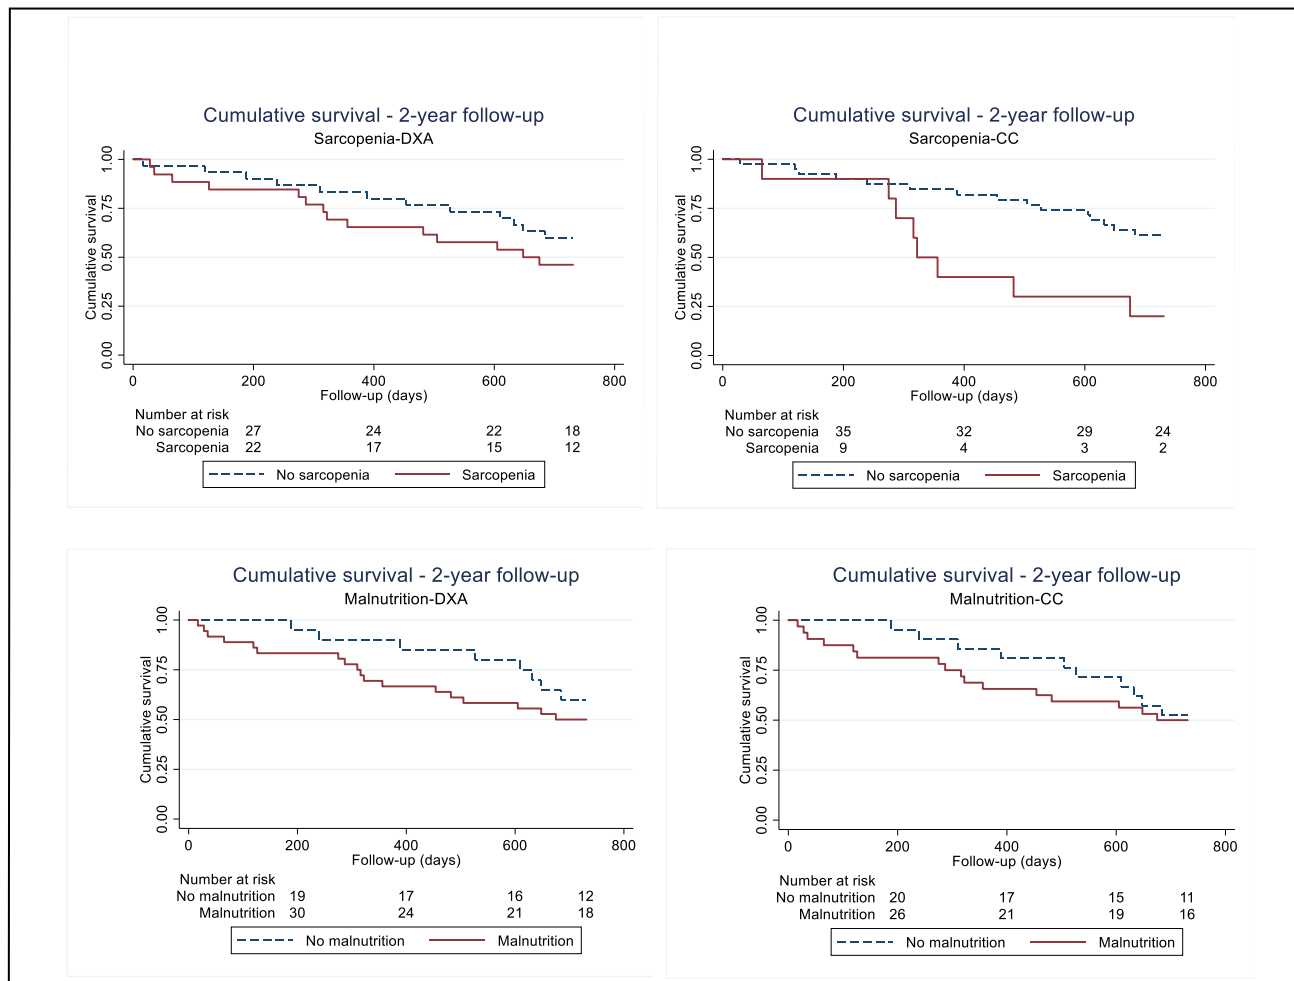 Cumulative survival - 2-year follow-up
Sarcopenia-DXA
Cumulative survival
1.00
0.75
0.50
0.25
0.00
0 200 400 600 800
Follow-up (days)
Number at risk
No sarcopenia 27 24 22 18
Sarcopenia 22 17 15 12
No sarcopenia Sarcopenia
Cumulative survival - 2-year follow-up
Sarcopenia-CC
Cumulative survival
1.00
0.75
0.50
0.25
0.00
0 200 400 600 800
Follow-up (days)
Number at risk
No sarcopenia 35 32 29 24
Sarcopenia 9 4 3 2
No sarcopenia Sarcopenia
Cumulative survival - 2-year follow-up
Malnutrition-DXA
Cumulative survival
1.00
0.75
0.50
0.25
0.00
0 200 400 600 800
Follow-up (days)
Number at risk
No malnutrition 19 17 16 12
Malnutrition 30 24 21 18
No malnutrition Malnutrition
Cumulative survival - 2-year follow-up
Malnutrition-CC
Cumulative survival
1.00
0.75
0.50
0.25
0.00
0 200 400 600 800
Follow-up (days)
Number at risk
No malnutrition 20 17 15 11
Malnutrition 26 21 19 16
No malnutrition Malnutrition